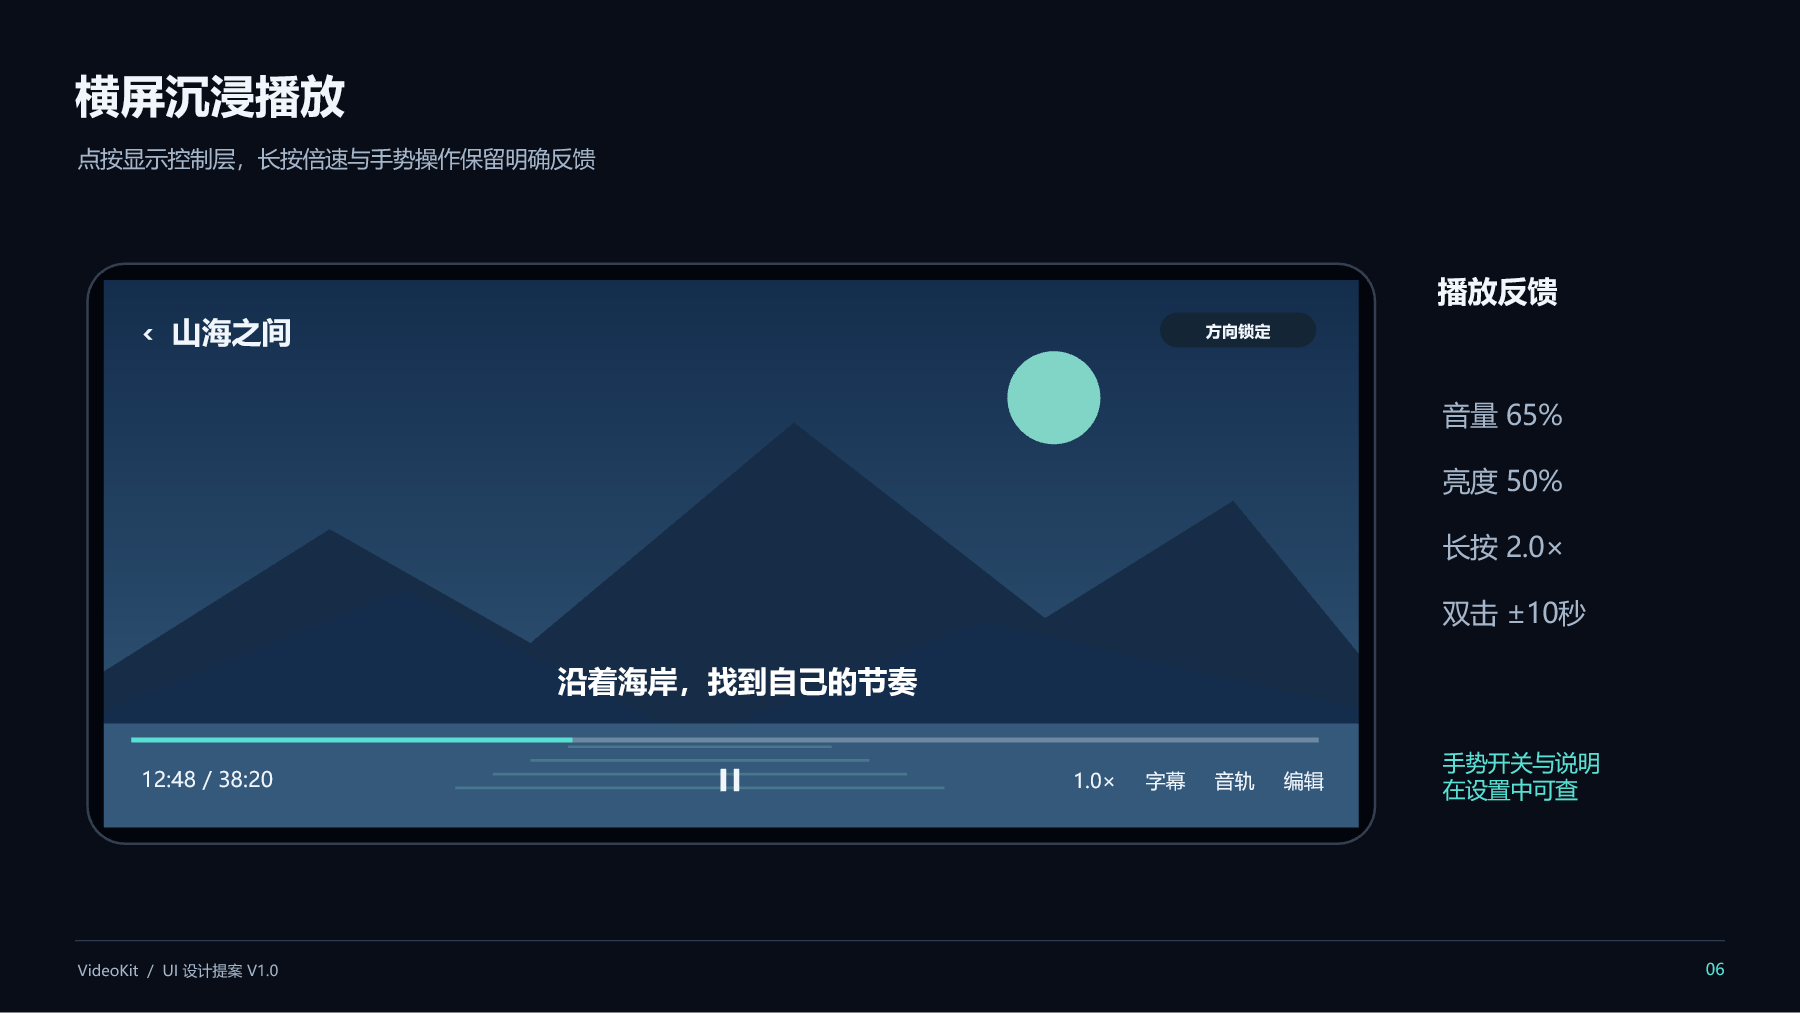 横屏沉浸播放
点按显示控制层，长按倍速与手势操作保留明确反馈
‹ 山海之间
方向锁定
沿着海岸，找到自己的节奏
12:48 / 38:20
1.0× 字幕 音轨 编辑
播放反馈
音量 65%
亮度 50%
长按 2.0×
双击 ±10秒
手势开关与说明
在设置中可查
VideoKit / UI 设计提案 V1.0
06